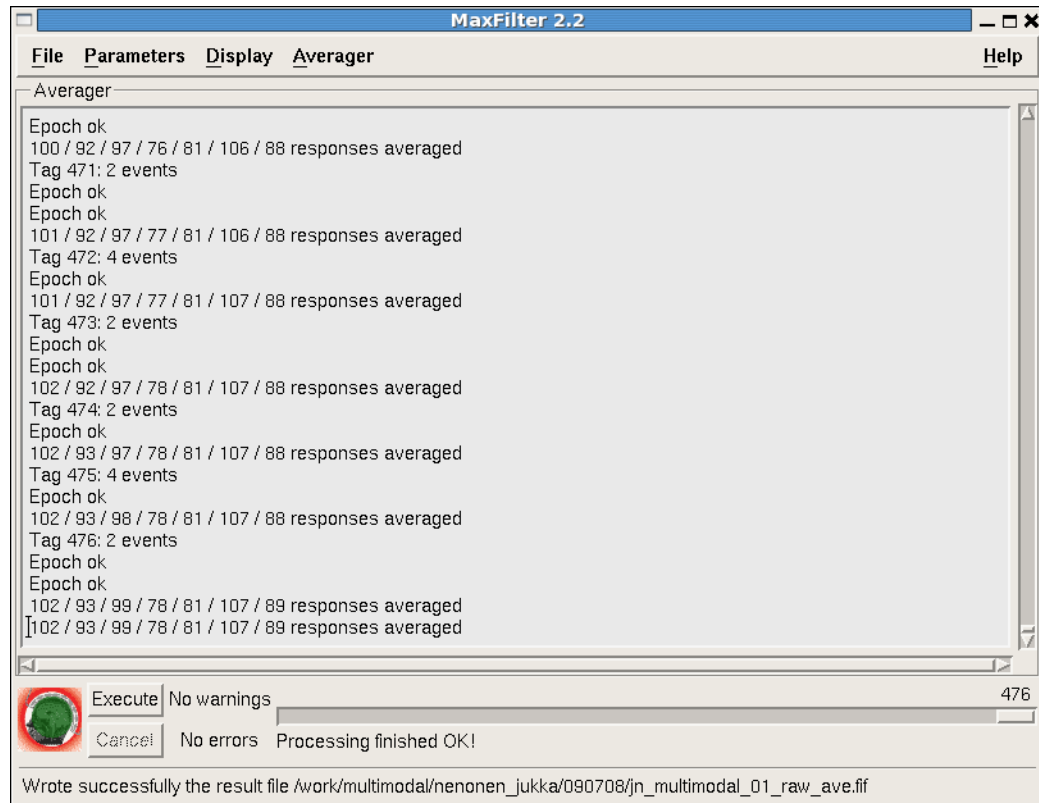 MaxFilter 2.2
File Parameters Display Averager Help
Averager
Epoch ok
100 / 92 / 97 / 76 / 81 / 106 / 88 responses averaged
Tag 471: 2 events
Epoch ok
Epoch ok
101 / 92 / 97 / 77 / 81 / 106 / 88 responses averaged
Tag 472: 4 events
Epoch ok
101 / 92 / 97 / 77 / 81 / 107 / 88 responses averaged
Tag 473: 2 events
Epoch ok
Epoch ok
102 / 92 / 97 / 78 / 81 / 107 / 88 responses averaged
Tag 474: 2 events
Epoch ok
102 / 93 / 97 / 78 / 81 / 107 / 88 responses averaged
Tag 475: 4 events
Epoch ok
102 / 93 / 98 / 78 / 81 / 107 / 88 responses averaged
Tag 476: 2 events
Epoch ok
Epoch ok
102 / 93 / 99 / 78 / 81 / 107 / 89 responses averaged
102 / 93 / 99 / 78 / 81 / 107 / 89 responses averaged
Execute No warnings 476
Cancel No errors Processing finished OK!
Wrote successfully the result file /work/multimodal/nenonen_jukka/090708/jn_multimodal_01_raw_ave.fif